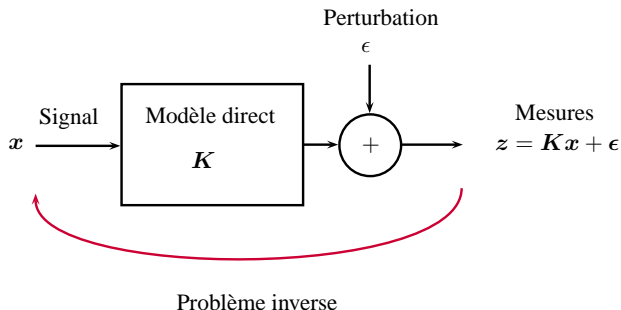 Perturbation
ϵ
Signal
Modèle direct
Mesures
x
K
+
z = Kx + ϵ
Problème inverse